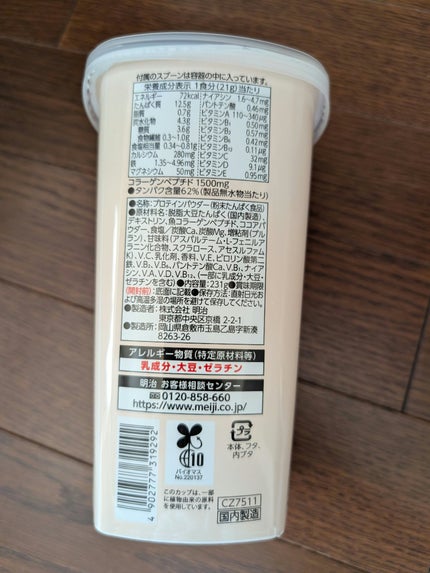 付属のスプーンは容器の中に入っています。
栄養成分表示 1食分(21g)当たり
エネルギー 72kcal
たんぱく質 12.5g
脂質 0.7g
炭水化物 4.3g
糖質 3.6g
食物繊維 0.3~1.0g
食塩相当量 0.34~0.81g
カルシウム 280mg
鉄 1.35~4.96mg
マグネシウム 50mg
ナイアシン 1.6~4.7mg
パントテン酸 0.46mg
ビタミンA 110~340μg
ビタミンB₁ 0.50mg
ビタミンB₂ 0.57mg
ビタミンB₆ 0.42mg
ビタミンB₁₂ 0.11μg
ビタミンC 32mg
ビタミンD 9.1μg
ビタミンE 0.95mg
コラーゲンペプチド 1500mg
●タンパク含量62%(製品無水物当たり)
●名称:プロテインパウダー(粉末たんぱく食品)
●原材料名:脱脂大豆たんぱく(国内製造)、
デキストリン、魚コラーゲンペプチド、ココアパ
ウダー、食塩/炭酸Ca、炭酸Mg、増粘剤(プルラ
ン)、甘味料(アスパルテーム・L-フェニルア
ラニン化合物、スクラロース、アセスルファム
K)、V.C、乳化剤、香料、V.E、ピロリン酸第二
鉄、V.B₂、V.B₆、パントテン酸Ca、V.B₁、ナイア
シン、V.A、V.D、V.B₁₂、(一部に乳成分・大豆・
ゼラチンを含む)●内容量:231g●賞味期限
(開封前):底面に記載●保存方法:直射日光お
よび高温多湿の場所を避けて保存してください。
●製造者:株式会社 明治
東京都中央区京橋 2-2-1
●製造所:岡山県倉敷市玉島乙島字新湊
8263-26
アレルギー物質(特定原材料等)
乳成分・大豆・ゼラチン
明治 お客様相談センター
0120-858-660
https://www.meiji.co.jp/
4 902777 319292
10
バイオマス
No.220137
このカップは、一部
に植物由来の原料
を使用しています。
プラ
本体、フタ、
内ブタ
CZ7511
国内製造